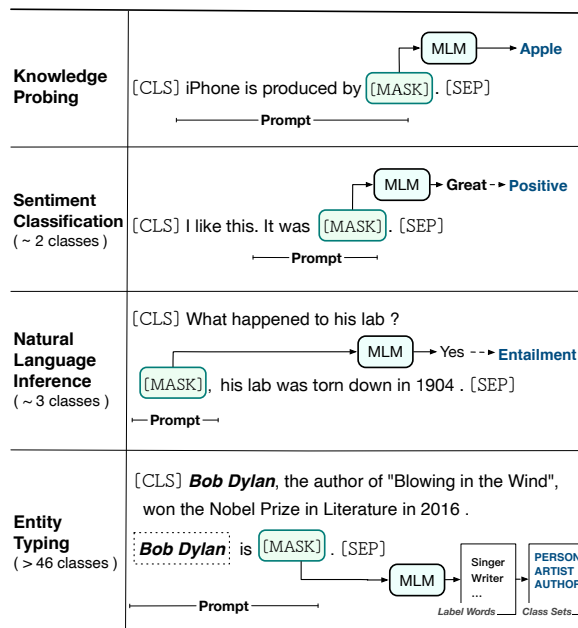 Knowledge
Probing
MLM
Apple
[CLS] iPhone is produced by [MASK]. [SEP]
Prompt
Sentiment
Classification
( ~ 2 classes )
MLM
Great
Positive
[CLS] I like this. It was [MASK]. [SEP]
Prompt
Natural
Language
Inference
( ~ 3 classes )
[CLS] What happened to his lab ?
MLM
Yes
Entailment
[MASK], his lab was torn down in 1904 . [SEP]
Prompt
Entity
Typing
( > 46 classes )
[CLS] Bob Dylan, the author of "Blowing in the Wind",
won the Nobel Prize in Literature in 2016 .
Bob Dylan is [MASK] . [SEP]
MLM
Singer
Writer
...
Label Words
PERSON
ARTIST
AUTHOR
Class Sets
Prompt